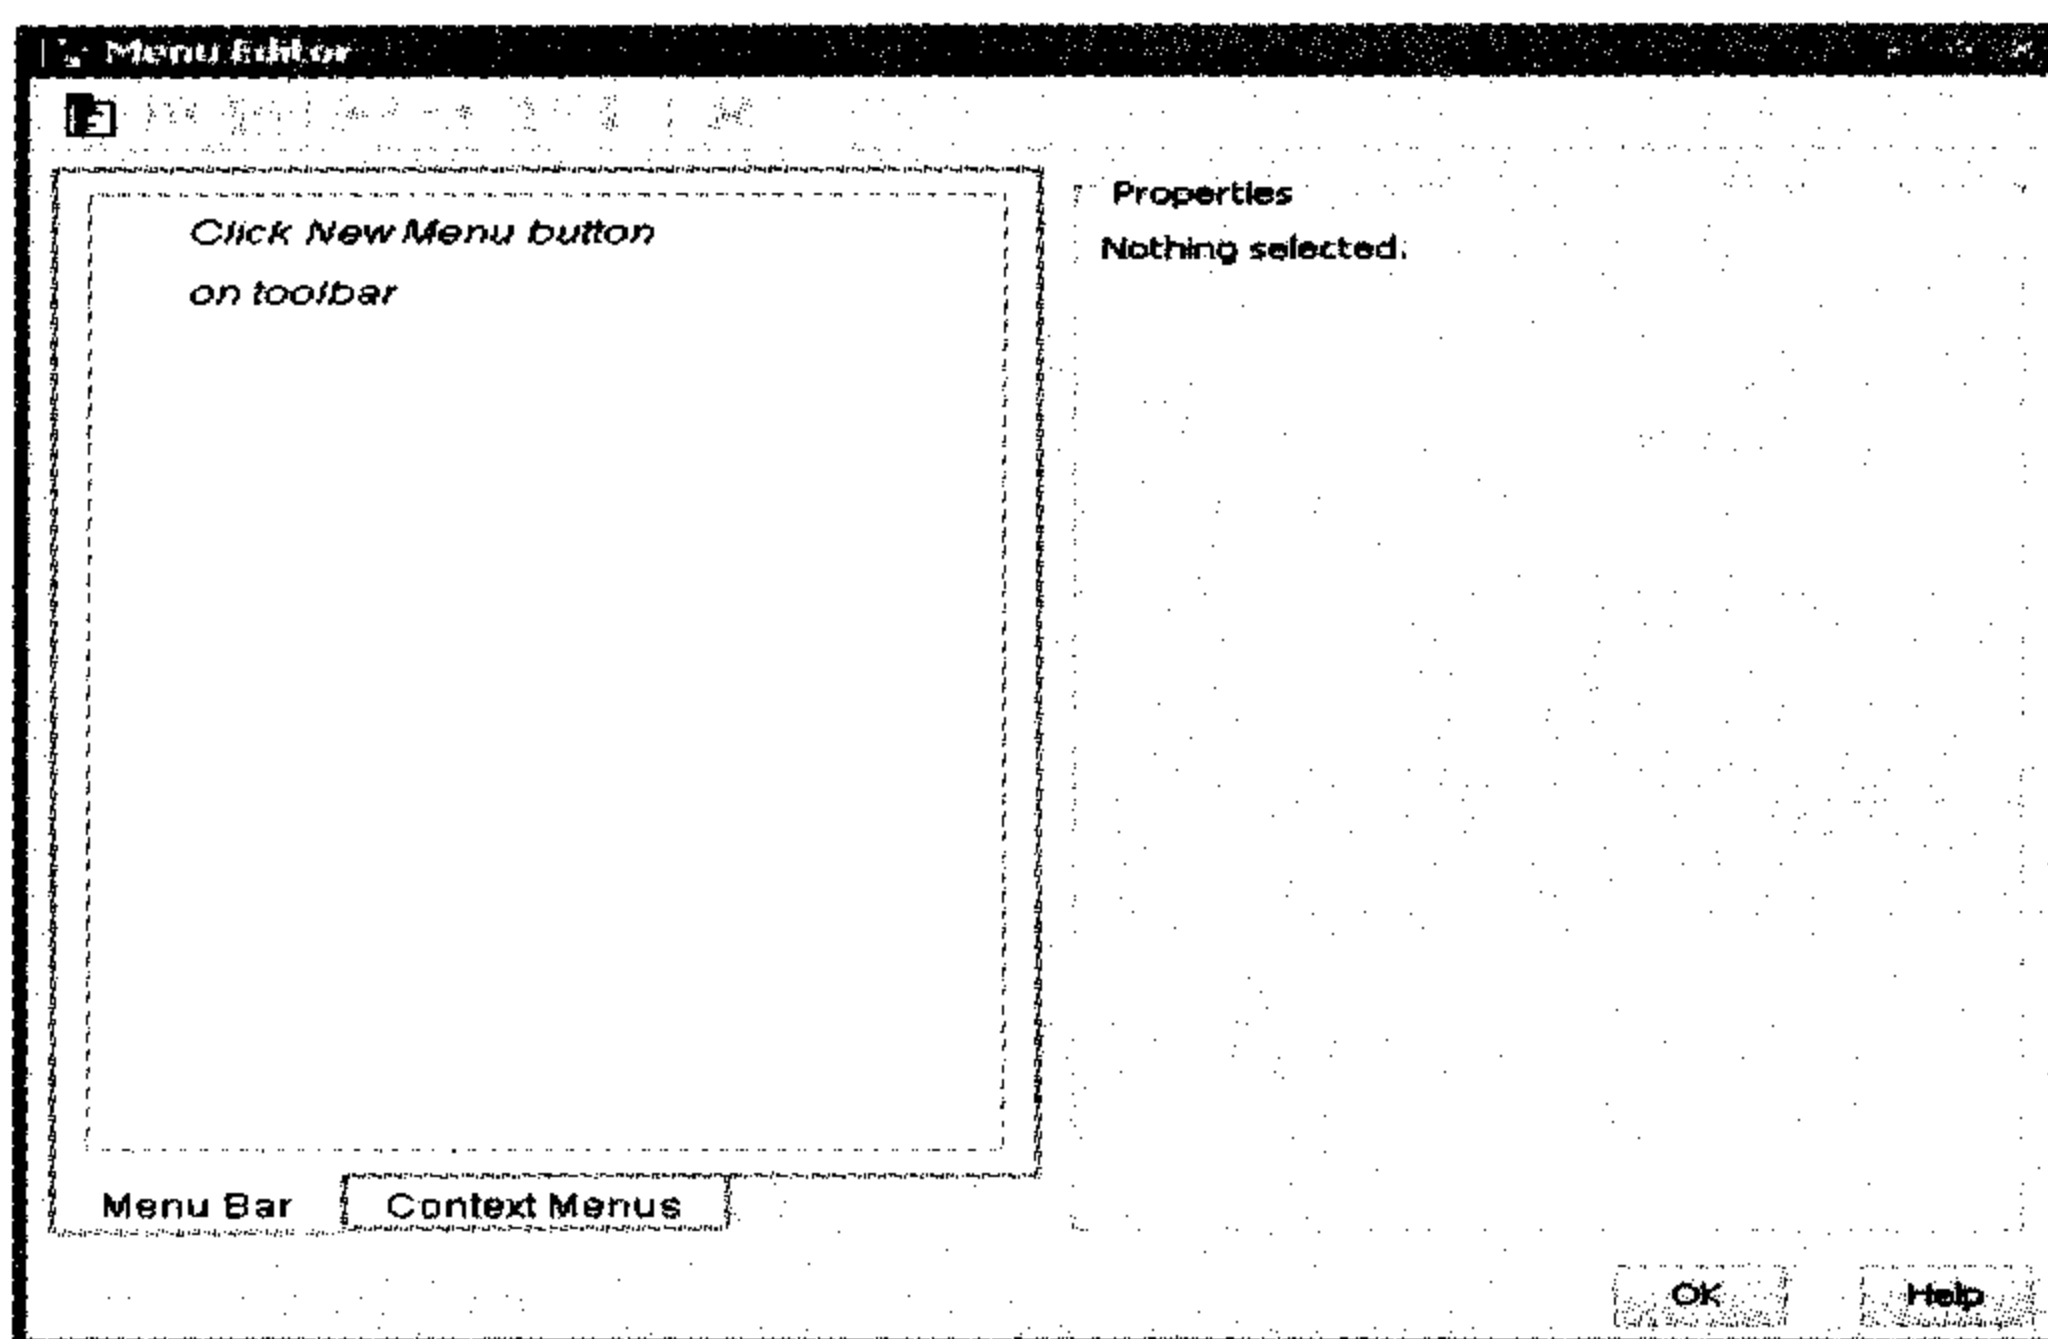 Menu Editor
Click New Menu button
on toolbar
Properties
Nothing selected.
Menu Bar
Context Menus
OK
Help